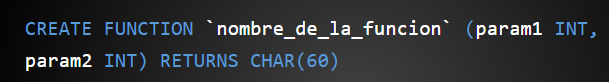 CREATE FUNCTION `nombre_de_la_funcion` (param1 INT,
param2 INT) RETURNS CHAR(60)